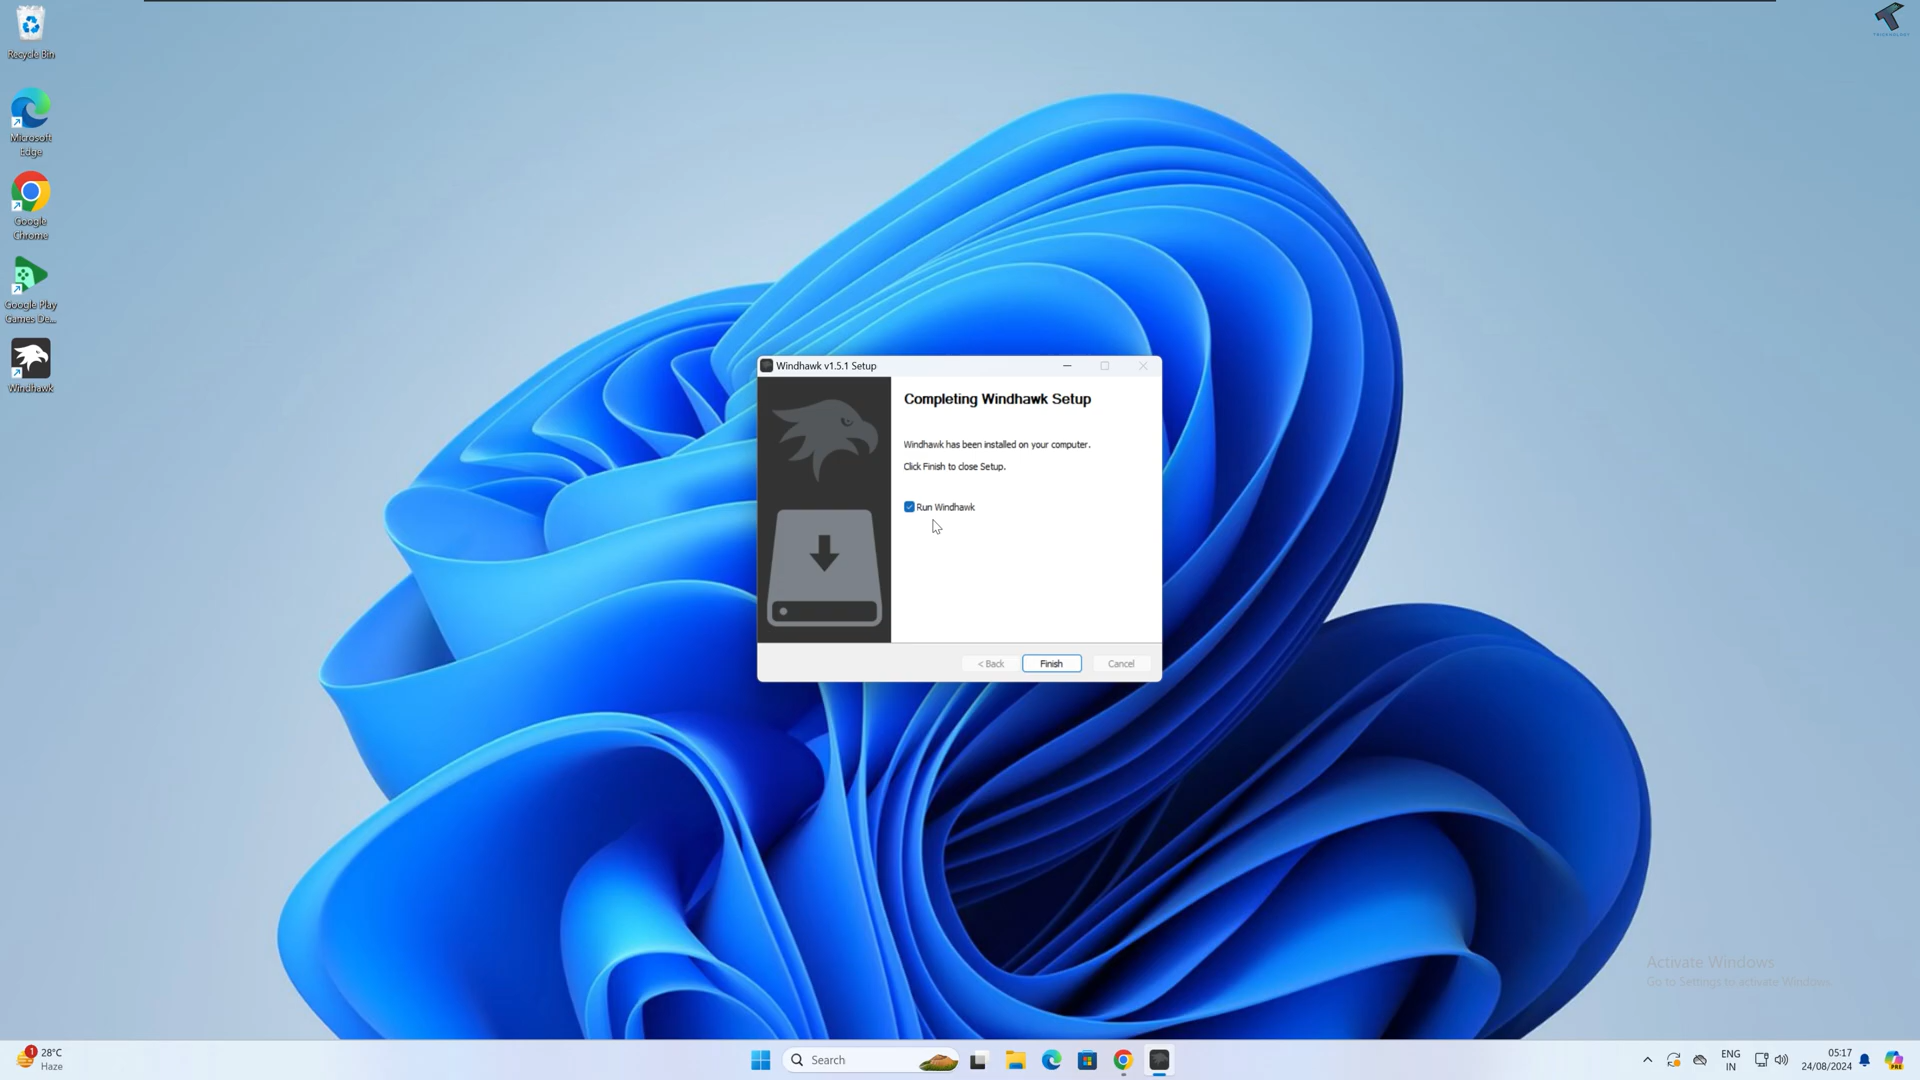 Recycle Bin
Microsoft
Edge
Google
Chrome
Google Play
Games De...
Windhawk
Windhawk v1.5.1 Setup
Completing Windhawk Setup
Windhawk has been installed on your computer.
Click Finish to close Setup.
Run Windhawk
< Back
Finish
Cancel
Activate Windows
Go to Settings to activate Windows.
1
28°C
Haze
Search
ENG
IN
05:17
24/08/2024
PRE